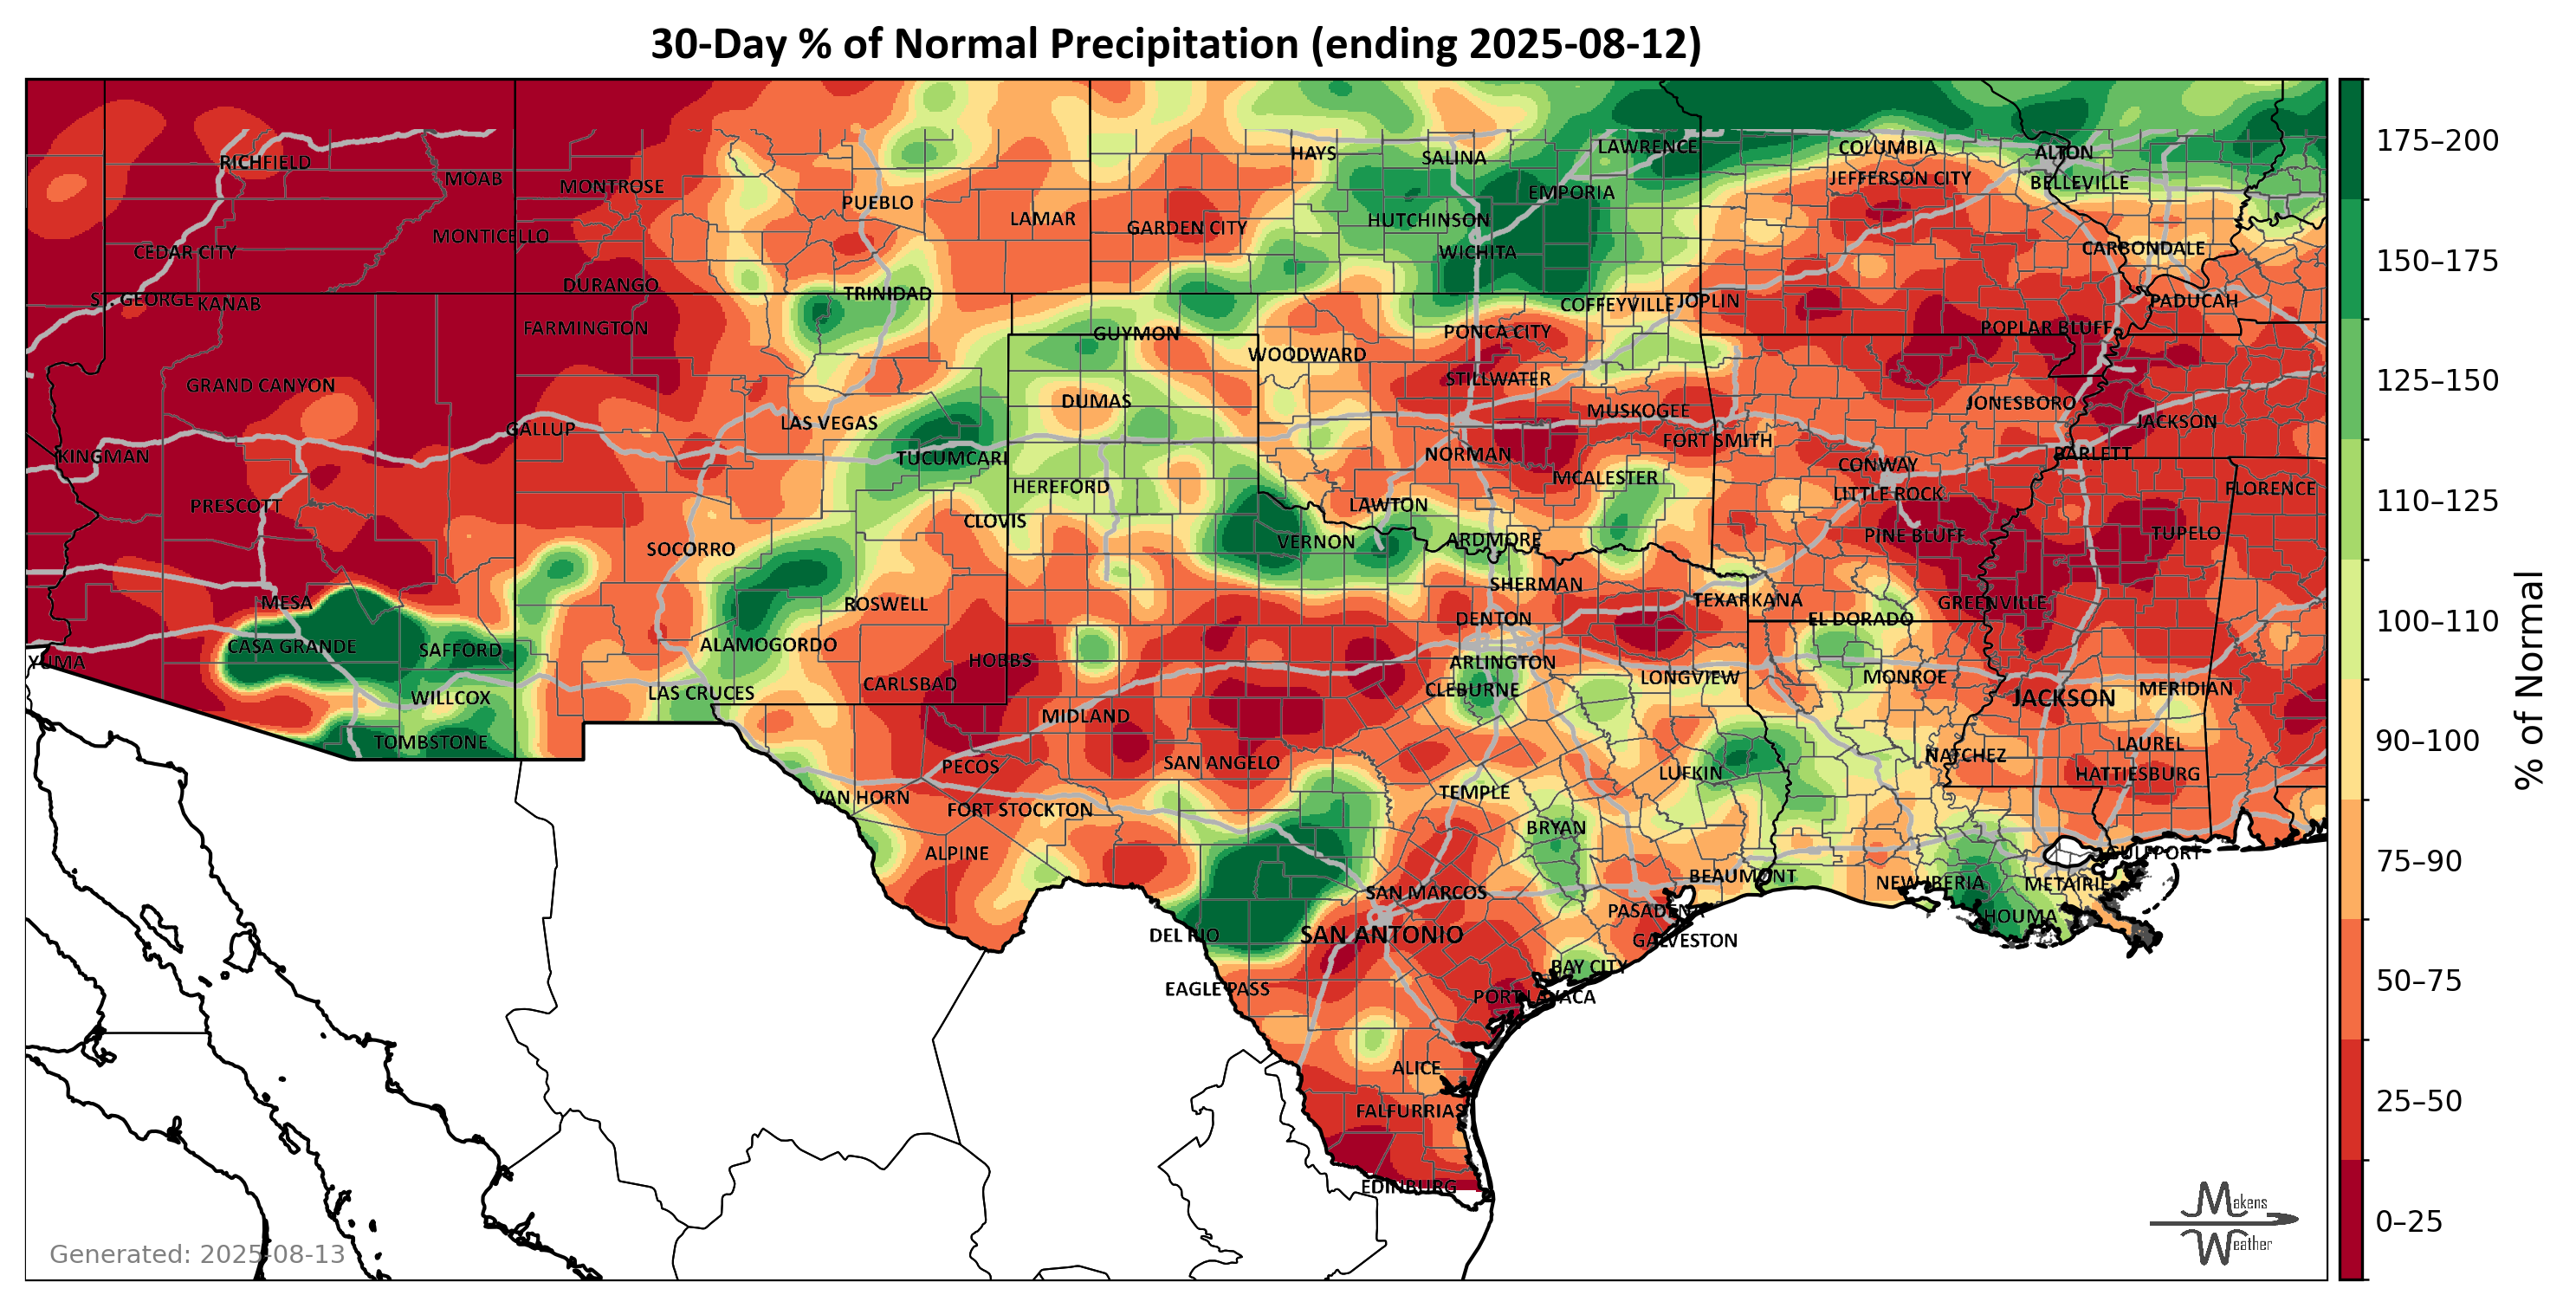 30-Day % of Normal Precipitation (ending 2025-08-12)
HAYS
SALINA
LAWRENCE
COLUMBIA
ALTON
RICHFIELD
MOAB
MONTROSE
PUEBLO
EMPORIA
JEFFERSON CITY
BELLEVILLE
LAMAR
GARDEN CITY
HUTCHINSON
MONTICELLO
CEDAR CITY
WICHITA
CARBONDALE
DURANGO
TRINIDAD
ST. GEORGE
KANAB
COFFEYVILLE
JOPLIN
PADUCAH
FARMINGTON
GUYMON
PONCA CITY
POPLAR BLUFF
WOODWARD
GRAND CANYON
STILLWATER
DUMAS
MUSKOGEE
JONESBORO
JACKSON
GALLUP
LAS VEGAS
FORT SMITH
KINGMAN
TUCUMCARI
NORMAN
BARLETT
CONWAY
MCALESTER
HEREFORD
LITTLE ROCK
FLORENCE
PRESCOTT
LAWTON
CLOVIS
PINE BLUFF
TUPELO
SOCORRO
VERNON
ARDMORE
SHERMAN
MESA
ROSWELL
TEXARKANA
GREENVILLE
CASA GRANDE
SAFFORD
ALAMOGORDO
DENTON
EL DORADO
YUMA
HOBBS
ARLINGTON
LONGVIEW
MONROE
WILLCOX
LAS CRUCES
CARLSBAD
CLEBURNE
JACKSON
MERIDIAN
TOMBSTONE
MIDLAND
LAUREL
PECOS
SAN ANGELO
LUFKIN
NATCHEZ
HATTIESBURG
VAN HORN
FORT STOCKTON
TEMPLE
BRYAN
ALPINE
GULFPORT
SAN MARCOS
BEAUMONT
NEW IBERIA
METAIRIE
PASADENA
HOUMA
DEL RIO
SAN ANTONIO
GALVESTON
BAY CITY
EAGLE PASS
PORT LAVACA
ALICE
FALFURRIAS
EDINBURG
Generated: 2025-08-13
Makens
Weather
175–200
150–175
125–150
110–125
100–110
90–100
75–90
50–75
25–50
0–25
% of Normal